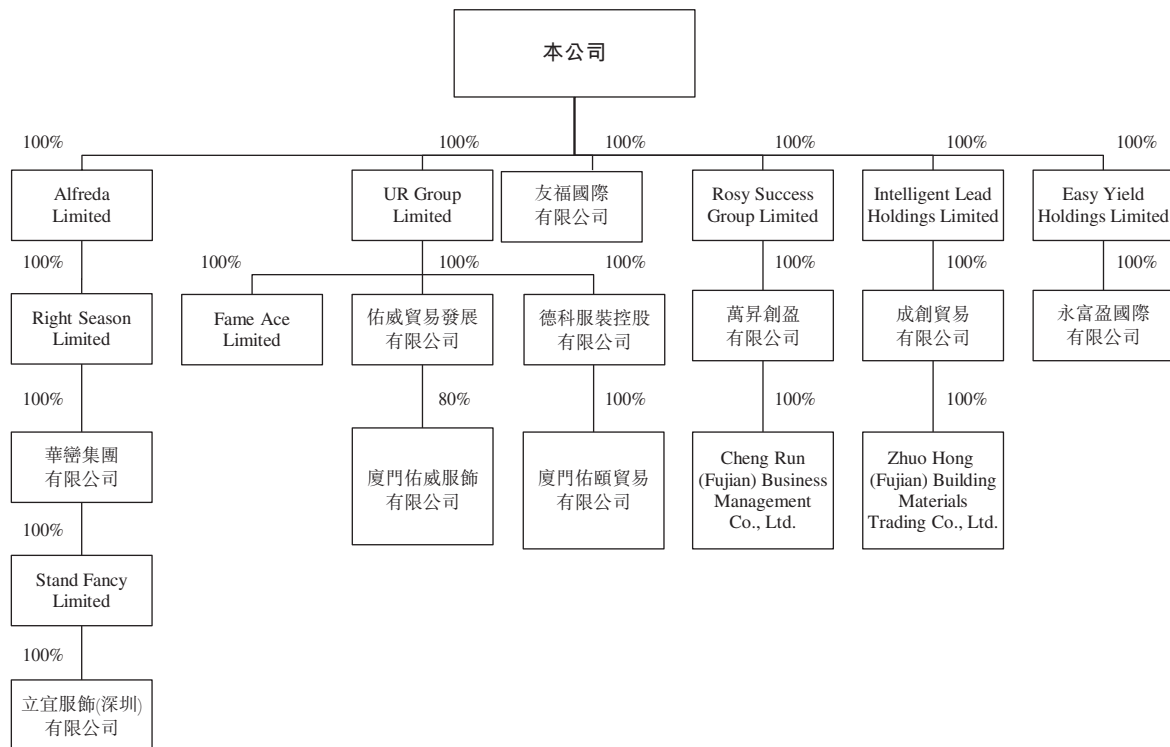 本公司
100%
100%
100%
100%
100%
100%
Alfreda
Limited
UR Group
Limited
友福國際
有限公司
Rosy Success
Group Limited
Intelligent Lead
Holdings Limited
Easy Yield
Holdings Limited
100%
100%
100%
100%
100%
100%
100%
Right Season
Limited
Fame Ace
Limited
佑威貿易發展
有限公司
德科服裝控股
有限公司
萬昇創盈
有限公司
成創貿易
有限公司
永富盈國際
有限公司
100%
80%
100%
100%
100%
華巒集團
有限公司
廈門佑威服飾
有限公司
廈門佑頤貿易
有限公司
Cheng Run
(Fujian) Business
Management
Co., Ltd.
Zhuo Hong
(Fujian) Building
Materials
Trading Co., Ltd.
100%
Stand Fancy
Limited
100%
立宜服飾(深圳)
有限公司